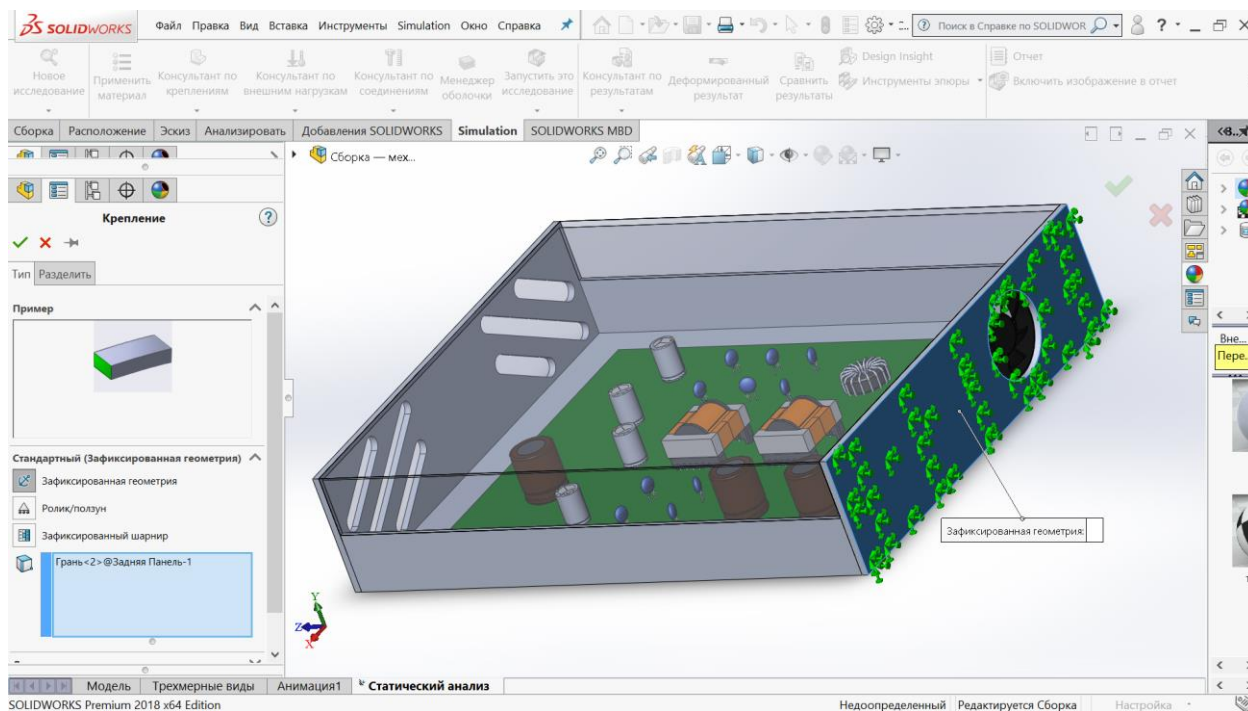 SOLIDWORKS Файл Правка Вид Вставка Инструменты Simulation Окно Справка Поиск в Справке по SOLIDWOR
Новое исследование
Применить материал
Консультант по креплениям
Консультант по внешним нагрузкам
Консультант по соединениям
Менеджер оболочки
Запустить это исследование
Консультант по результатам
Деформированный результат
Сравнить результаты
Design Insight
Инструменты эпюры
Отчет
Включить изображение в отчет
Сборка Расположение Эскиз Анализировать Добавления SOLIDWORKS Simulation SOLIDWORKS MBD
Сборка — мех...
Крепление
Тип Разделить
Пример
Стандартный (Зафиксированная геометрия)
Зафиксированная геометрия
Ролик/ползун
Зафиксированный шарнир
Грань<2>@Задняя Панель-1
Зафиксированная геометрия:
Y
Z
X
Вне...
Пере...
Модель Трехмерные виды Анимация1 Статический анализ
SOLIDWORKS Premium 2018 x64 Edition Недоопределенный Редактируется Сборка Настройка